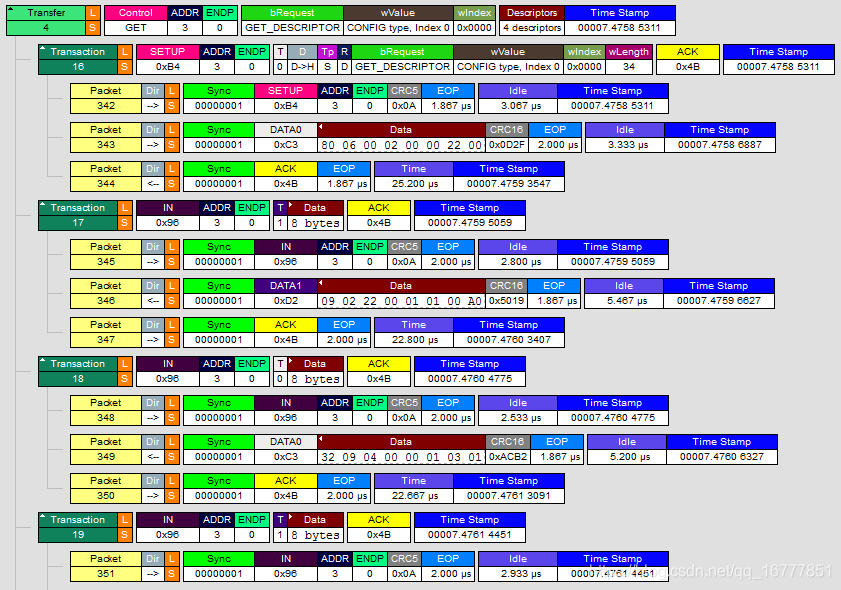 Transfer L Control ADDR ENDP bRequest wValue wIndex Descriptors Time Stamp
4 S GET 3 0 GET_DESCRIPTOR CONFIG type, Index 0 0x0000 4 descriptors 00007.4758 5311
Transaction L SETUP ADDR ENDP T D Tp R bRequest wValue wIndex wLength ACK Time Stamp
16 S 0xB4 3 0 0 D->H S D GET_DESCRIPTOR CONFIG type, Index 0 0x0000 34 0x4B 00007.4758 5311
Packet Dir L Sync SETUP ADDR ENDP CRC5 EOP Idle Time Stamp
342 --> S 00000001 0xB4 3 0 0x0A 1.867 µs 3.067 µs 00007.4758 5311
Packet Dir L Sync DATA0 Data CRC16 EOP Idle Time Stamp
343 --> S 00000001 0xC3 80 06 00 02 00 00 22 00 0x0D2F 2.000 µs 3.333 µs 00007.4758 6887
Packet Dir L Sync ACK EOP Time Time Stamp
344 <-- S 00000001 0x4B 1.867 µs 25.200 µs 00007.4759 3547
Transaction L IN ADDR ENDP T Data ACK Time Stamp
17 S 0x96 3 0 1 8 bytes 0x4B 00007.4759 5059
Packet Dir L Sync IN ADDR ENDP CRC5 EOP Idle Time Stamp
345 --> S 00000001 0x96 3 0 0x0A 2.000 µs 2.800 µs 00007.4759 5059
Packet Dir L Sync DATA1 Data CRC16 EOP Idle Time Stamp
346 <-- S 00000001 0xD2 09 02 22 00 01 01 00 A0 0x5019 1.867 µs 5.467 µs 00007.4759 6627
Packet Dir L Sync ACK EOP Time Time Stamp
347 --> S 00000001 0x4B 2.000 µs 22.800 µs 00007.4760 3407
Transaction L IN ADDR ENDP T Data ACK Time Stamp
18 S 0x96 3 0 0 8 bytes 0x4B 00007.4760 4775
Packet Dir L Sync IN ADDR ENDP CRC5 EOP Idle Time Stamp
348 --> S 00000001 0x96 3 0 0x0A 2.000 µs 2.533 µs 00007.4760 4775
Packet Dir L Sync DATA0 Data CRC16 EOP Idle Time Stamp
349 <-- S 00000001 0xC3 32 09 04 00 00 01 03 01 0xACB2 1.867 µs 5.200 µs 00007.4760 6327
Packet Dir L Sync ACK EOP Time Time Stamp
350 --> S 00000001 0x4B 2.000 µs 22.667 µs 00007.4761 3091
Transaction L IN ADDR ENDP T Data ACK Time Stamp
19 S 0x96 3 0 1 8 bytes 0x4B 00007.4761 4451
Packet Dir L Sync IN ADDR ENDP CRC5 EOP Idle Time Stamp
351 --> S 00000001 0x96 3 0 0x0A 2.000 µs 2.933 µs 00007.4761 4451
https://blog.csdn.net/qq_16777851